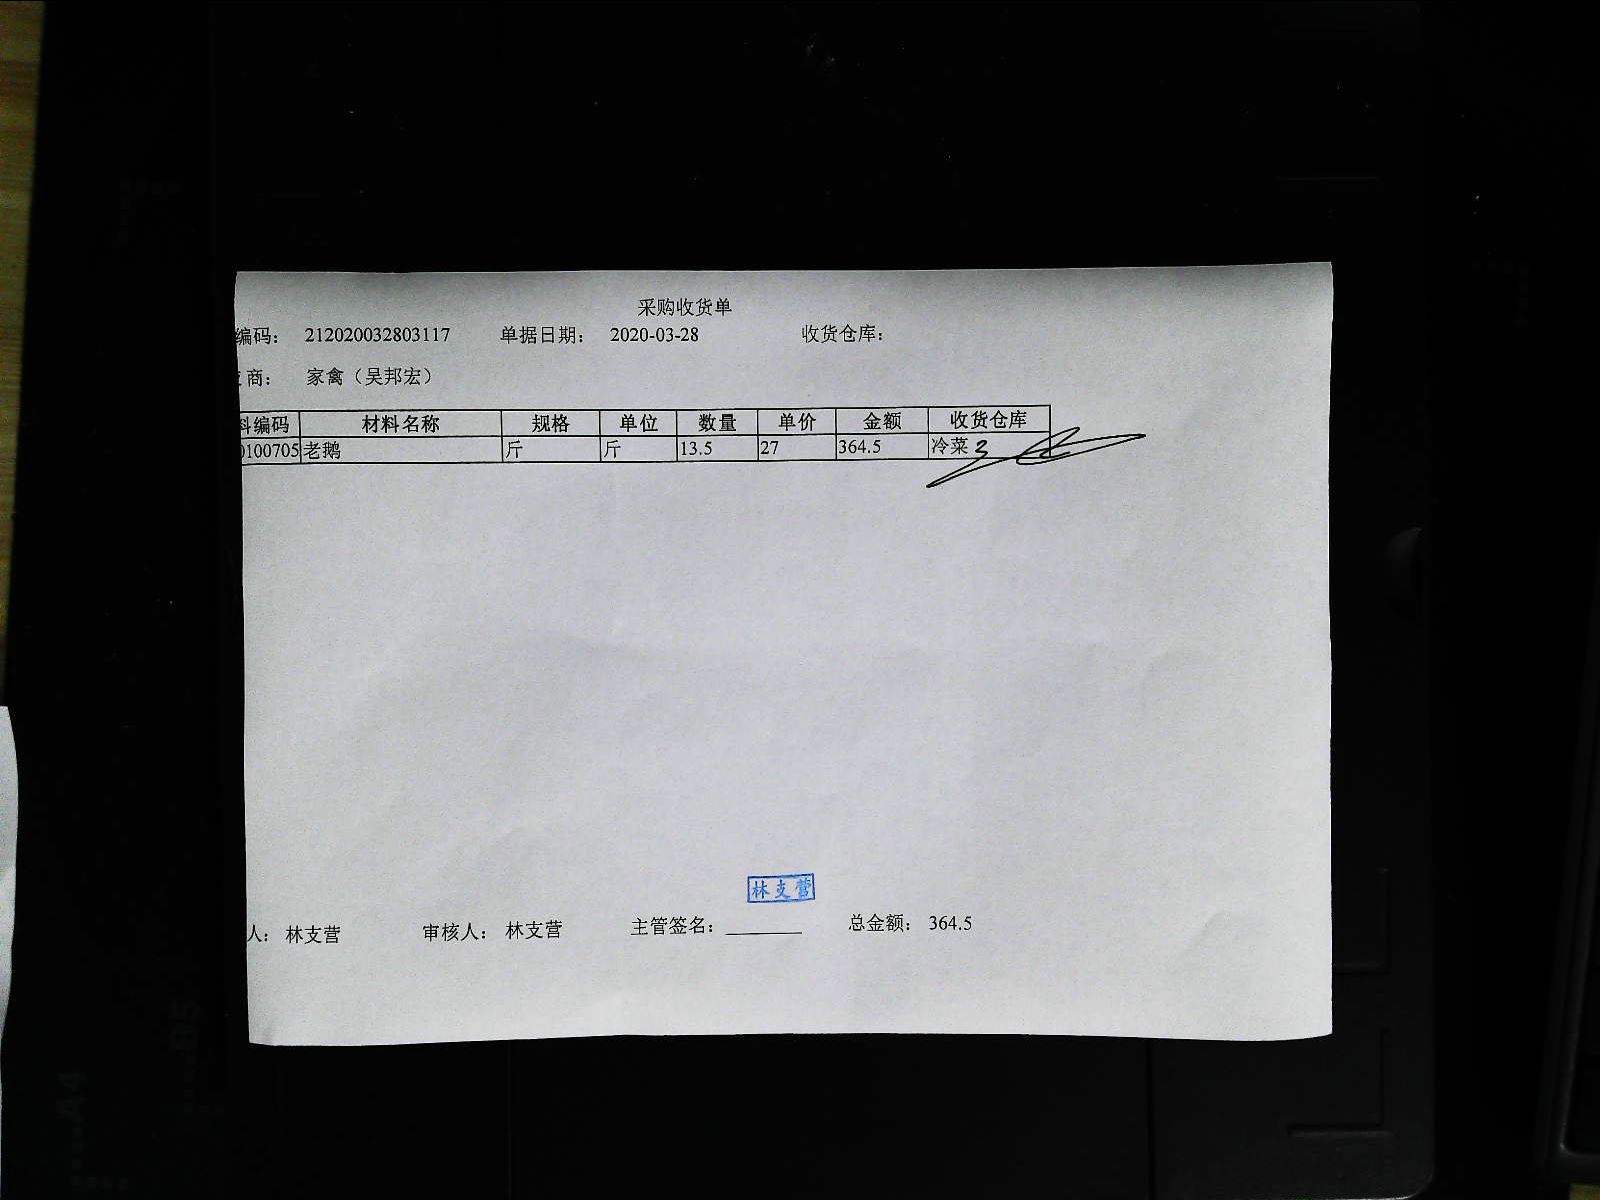 采购收货单
编码： 212020032803117 单据日期： 2020-03-28 收货仓库：
商： 家禽（吴邦宏）
料编码 材料名称 规格 单位 数量 单价 金额 收货仓库
0100705 老鹅 斤 斤 13.5 27 364.5 冷菜
林支营
人： 林支营 审核人： 林支营 主管签名：________ 总金额： 364.5